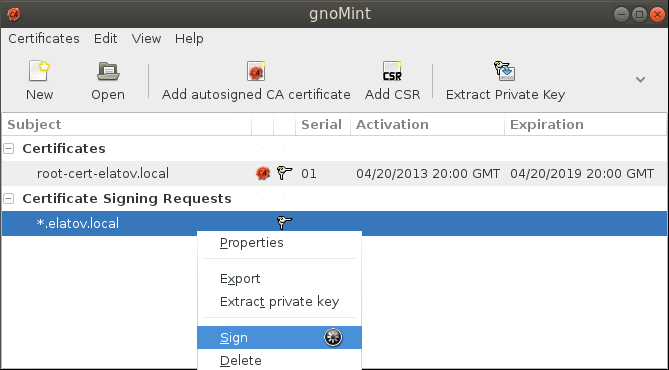 gnoMint
Certificates Edit View Help
New Open Add autosigned CA certificate Add CSR Extract Private Key
CSR
Subject Serial Activation Expiration
Certificates
root-cert-elatov.local 01 04/20/2013 20:00 GMT 04/20/2019 20:00 GMT
Certificate Signing Requests
*.elatov.local
Properties
Export
Extract private key
Sign
Delete